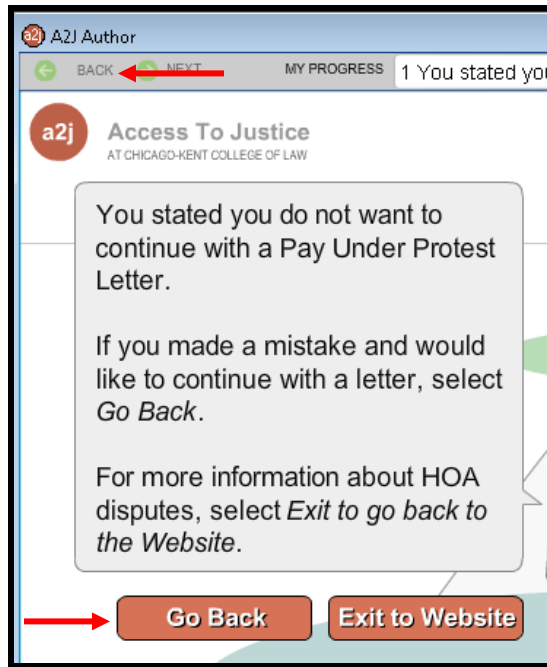 A2J Author
BACK NEXT MY PROGRESS 1 You stated you
a2j
Access To Justice
AT CHICAGO-KENT COLLEGE OF LAW
You stated you do not want to
continue with a Pay Under Protest
Letter.
If you made a mistake and would
like to continue with a letter, select
Go Back.
For more information about HOA
disputes, select Exit to go back to
the Website.
Go Back Exit to Website